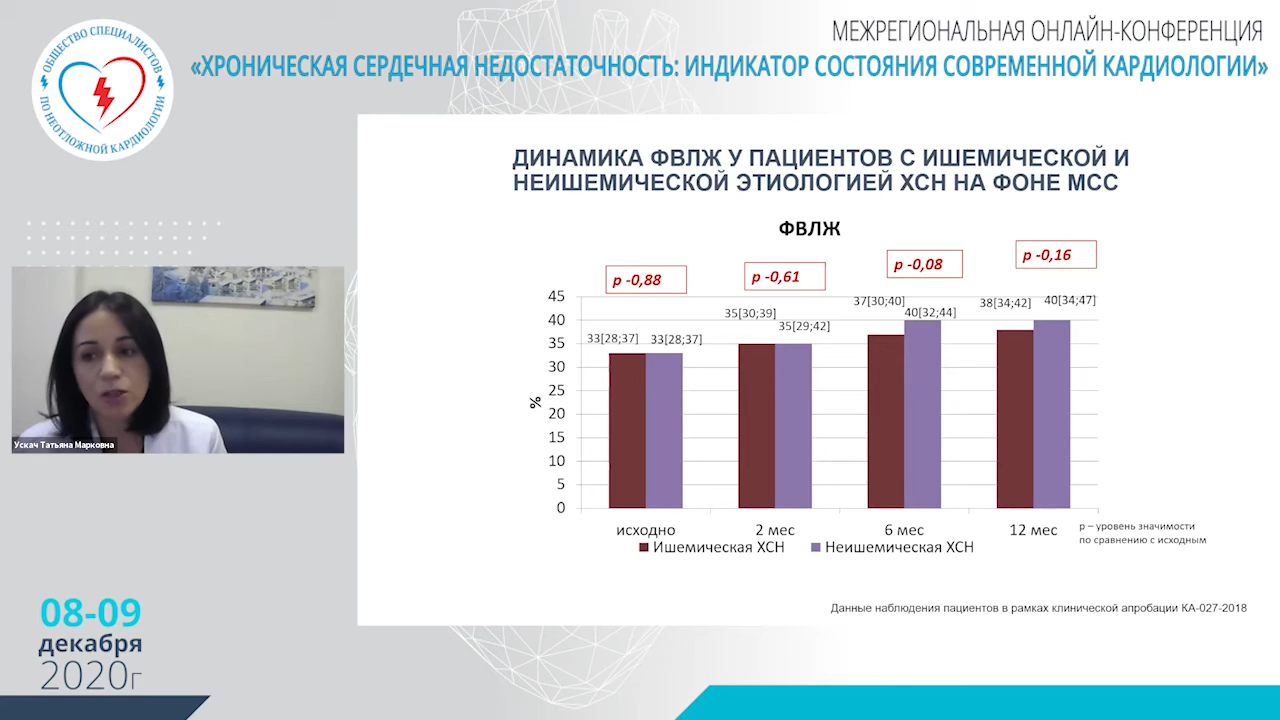 МЕЖРЕГИОНАЛЬНАЯ ОНЛАЙН-КОНФЕРЕНЦИЯ
«ХРОНИЧЕСКАЯ СЕРДЕЧНАЯ НЕДОСТАТОЧНОСТЬ: ИНДИКАТОР СОСТОЯНИЯ СОВРЕМЕННОЙ КАРДИОЛОГИИ»
ОБЩЕСТВО СПЕЦИАЛИСТОВ
ПО НЕОТЛОЖНОЙ КАРДИОЛОГИИ
ДИНАМИКА ФВЛЖ У ПАЦИЕНТОВ С ИШЕМИЧЕСКОЙ И
НЕИШЕМИЧЕСКОЙ ЭТИОЛОГИЕЙ ХСН НА ФОНЕ МСС
ФВЛЖ
p -0,88
p -0,61
p -0,08
p -0,16
45
40
35
30
25
20
15
10
5
0
%
33[28;37]
33[28;37]
35[30;39]
35[29;42]
37[30;40]
40[32;44]
38[34;42]
40[34;47]
исходно
2 мес
6 мес
12 мес
Ишемическая ХСН
Неишемическая ХСН
р – уровень значимости
по сравнению с исходным
Данные наблюдения пациентов в рамках клинической апробации КА-027-2018
Ускач Татьяна Марковна
08-09
декабря
2020г